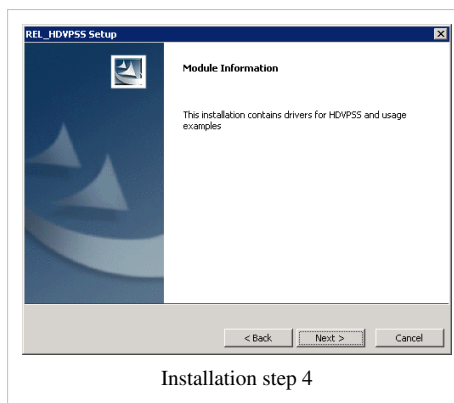 REL_HDVPSS Setup
Module Information
This installation contains drivers for HDVPSS and usage
examples
< Back
Next >
Cancel
Installation step 4